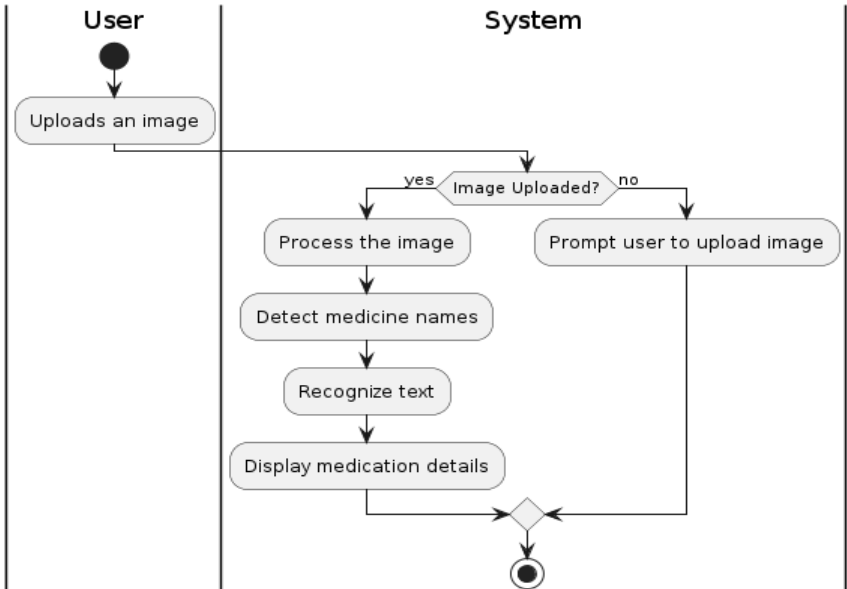 User
System
Uploads an image
yes
Image Uploaded?
no
Process the image
Prompt user to upload image
Detect medicine names
Recognize text
Display medication details